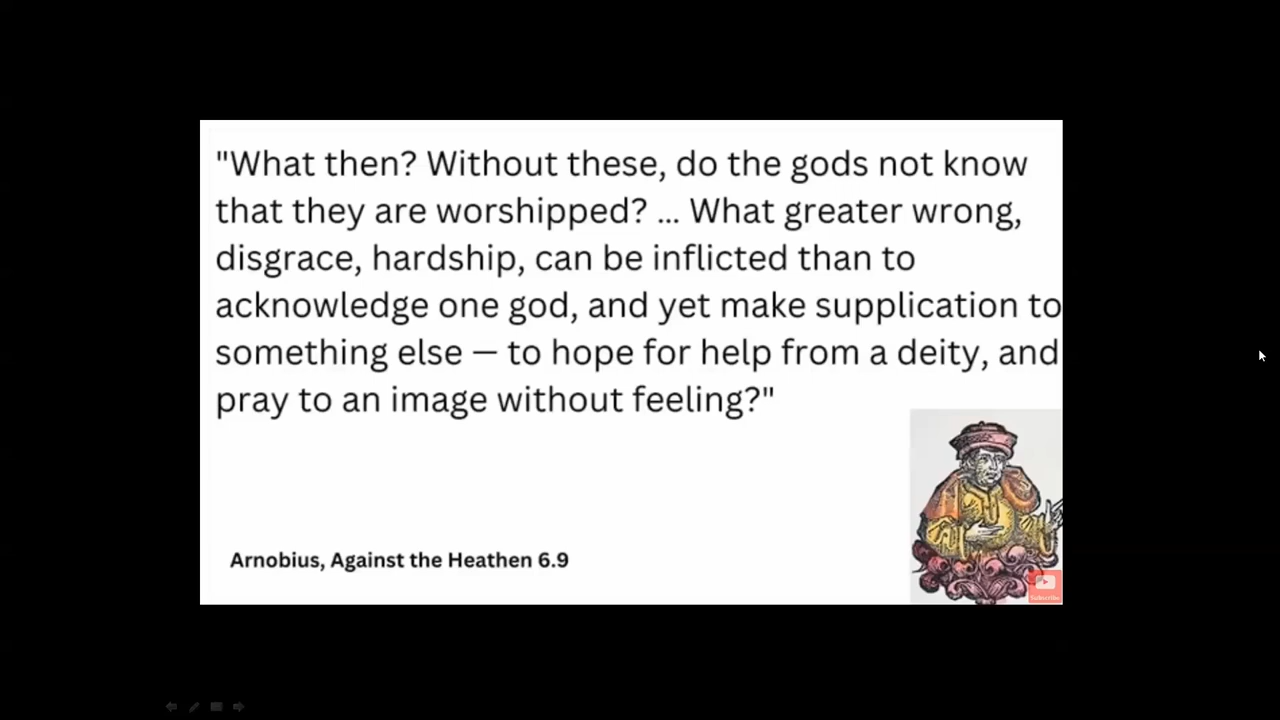 "What then? Without these, do the gods not know
that they are worshipped? ... What greater wrong,
disgrace, hardship, can be inflicted than to
acknowledge one god, and yet make supplication to
something else — to hope for help from a deity, and
pray to an image without feeling?"
Arnobius, Against the Heathen 6.9
Subscribe